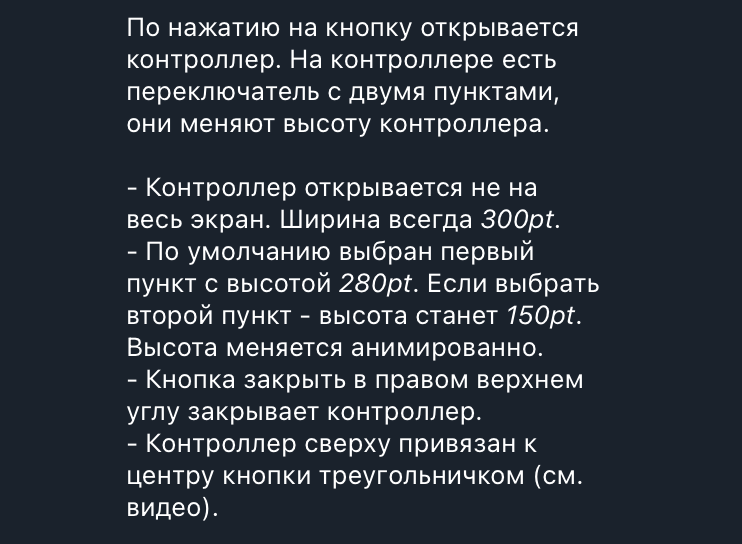 По нажатию на кнопку открывается
контроллер. На контроллере есть
переключатель с двумя пунктами,
они меняют высоту контроллера.
- Контроллер открывается не на
весь экран. Ширина всегда 300pt.
- По умолчанию выбран первый
пункт с высотой 280pt. Если выбрать
второй пункт - высота станет 150pt.
Высота меняется анимированно.
- Кнопка закрыть в правом верхнем
углу закрывает контроллер.
- Контроллер сверху привязан к
центру кнопки треугольничком (см.
видео).